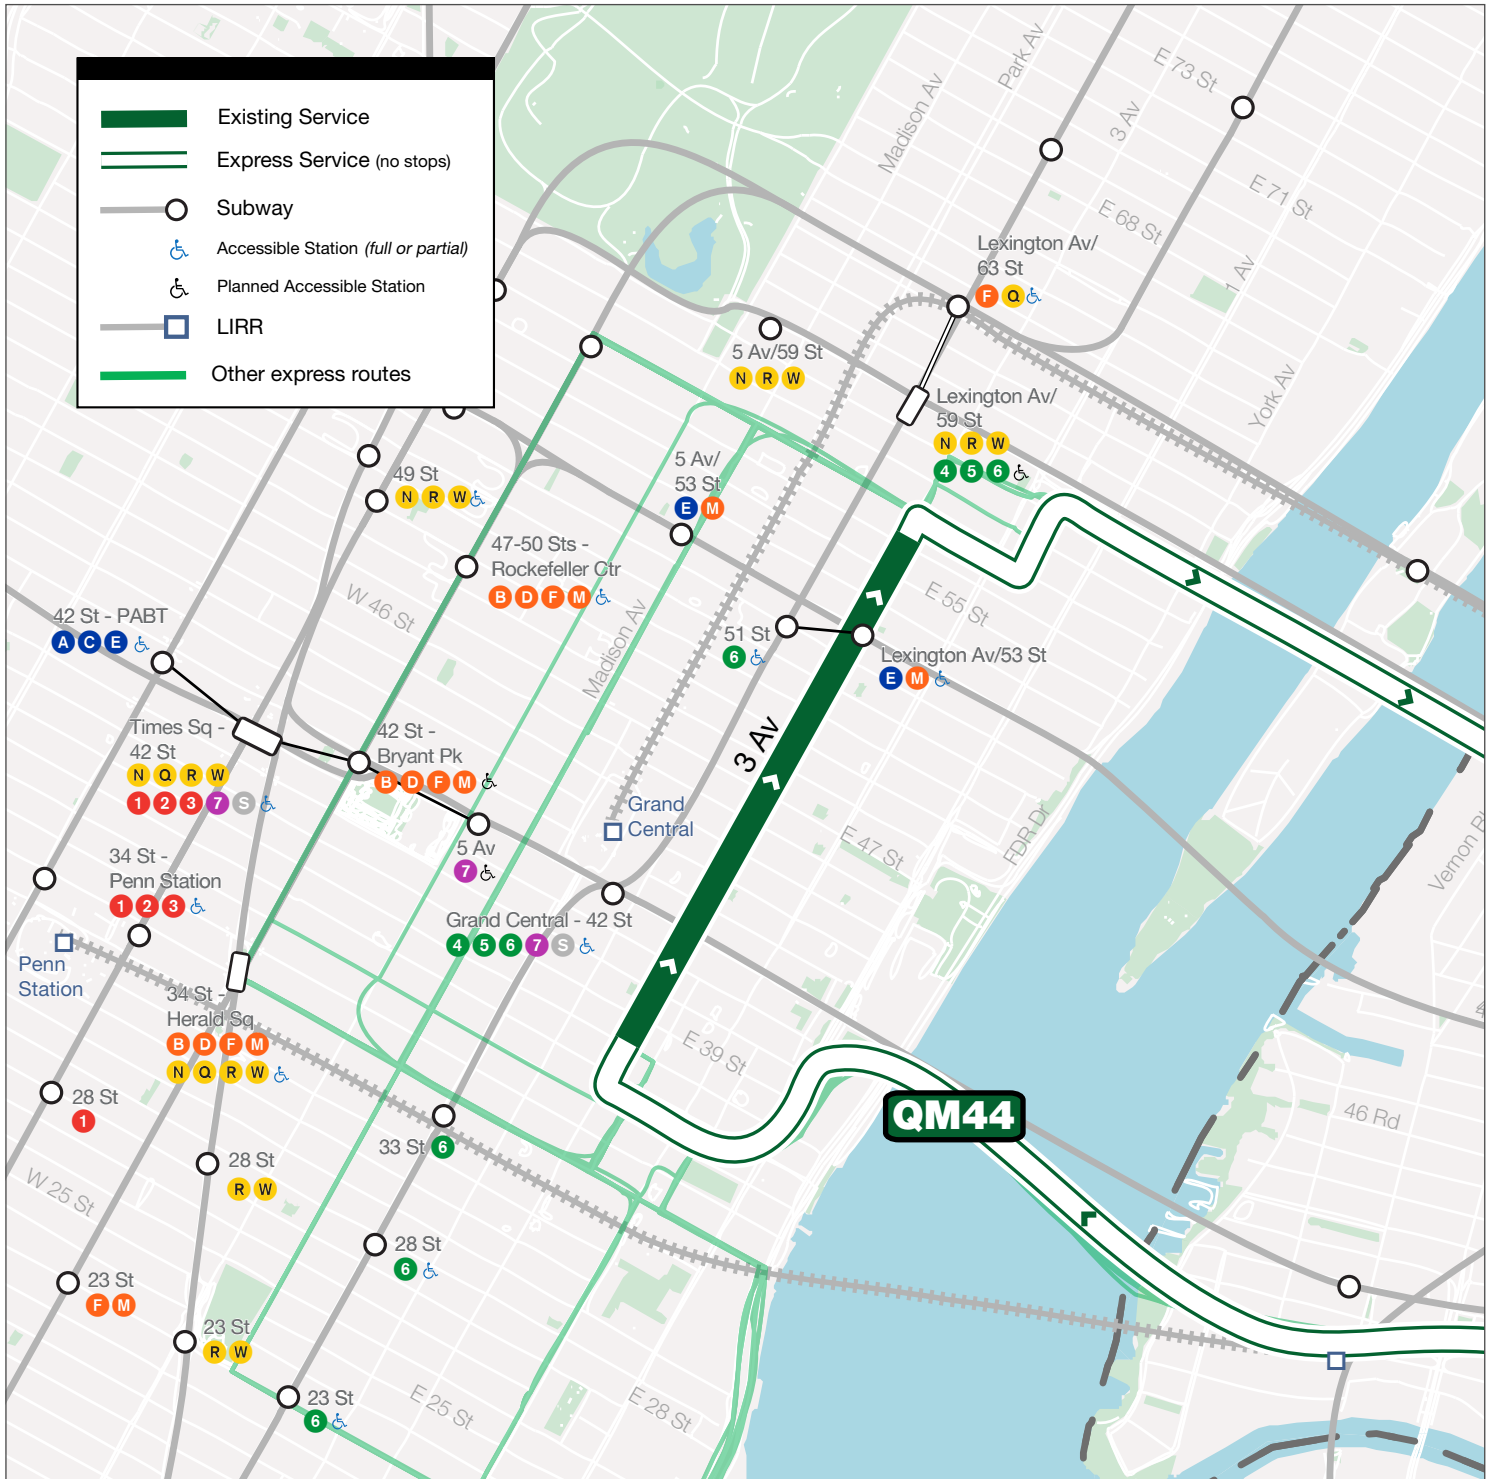 Existing Service
Express Service (no stops)
Subway
Accessible Station (full or partial)
Planned Accessible Station
LIRR
Other express routes
Madison Av
Park Av
3 Av
E 73 St
E 71 St
E 68 St
1 Av
York Av
Lexington Av/
63 St
F Q
5 Av/59 St
N R W
Lexington Av/
59 St
N R W
4 5 6
49 St
N R W
5 Av/
53 St
E M
47-50 Sts -
Rockefeller Ctr
B D F M
W 46 St
Madison Av
E 55 St
42 St - PABT
A C E
51 St
6
Lexington Av/53 St
E M
Times Sq -
42 St
N Q R W
1 2 3 7 S
42 St -
Bryant Pk
B D F M
3 Av
Grand
Central
5 Av
7
E 47 St
FDR Dr
Vernon B
34 St -
Penn Station
1 2 3
Grand Central - 42 St
4 5 6 7 S
Penn
Station
34 St -
Herald Sq
B D F M
N Q R W
E 39 St
4
QM44
46 Rd
28 St
1
33 St 6
28 St
R W
W 25 St
28 St
6
23 St
F M
23 St
R W
23 St
6
E 25 St
E 28 St